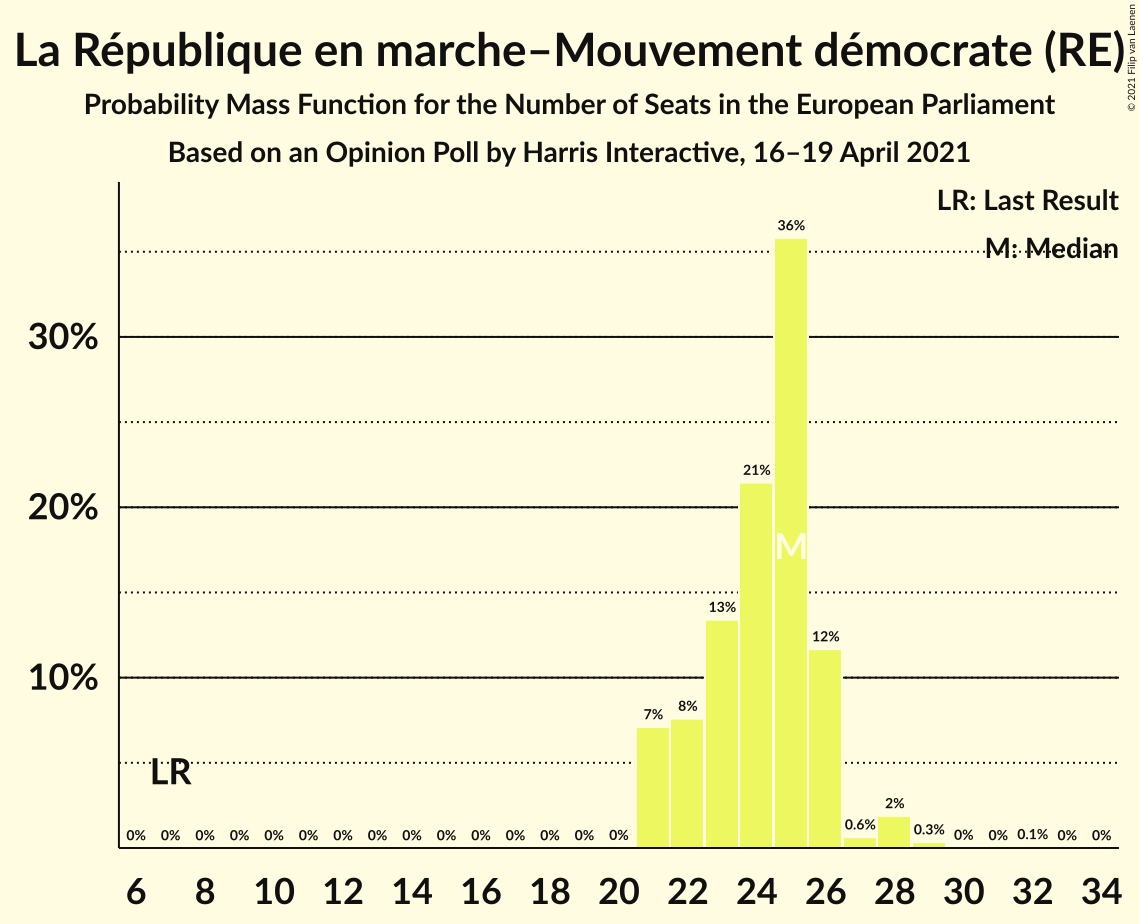 La République en marche–Mouvement démocrate (RE)
© 2021 Filip van Laenen
Probability Mass Function for the Number of Seats in the European Parliament
Based on an Opinion Poll by Harris Interactive, 16–19 April 2021
LR: Last Result
M: Median
36%
30%
21%
20%
M
13%
12%
10%
7% 8%
LR
2%
0% 0% 0% 0% 0% 0% 0% 0% 0% 0% 0% 0% 0% 0% 0% 0.6% 0.3% 0% 0% 0.1% 0% 0%
6 8 10 12 14 16 18 20 22 24 26 28 30 32 34